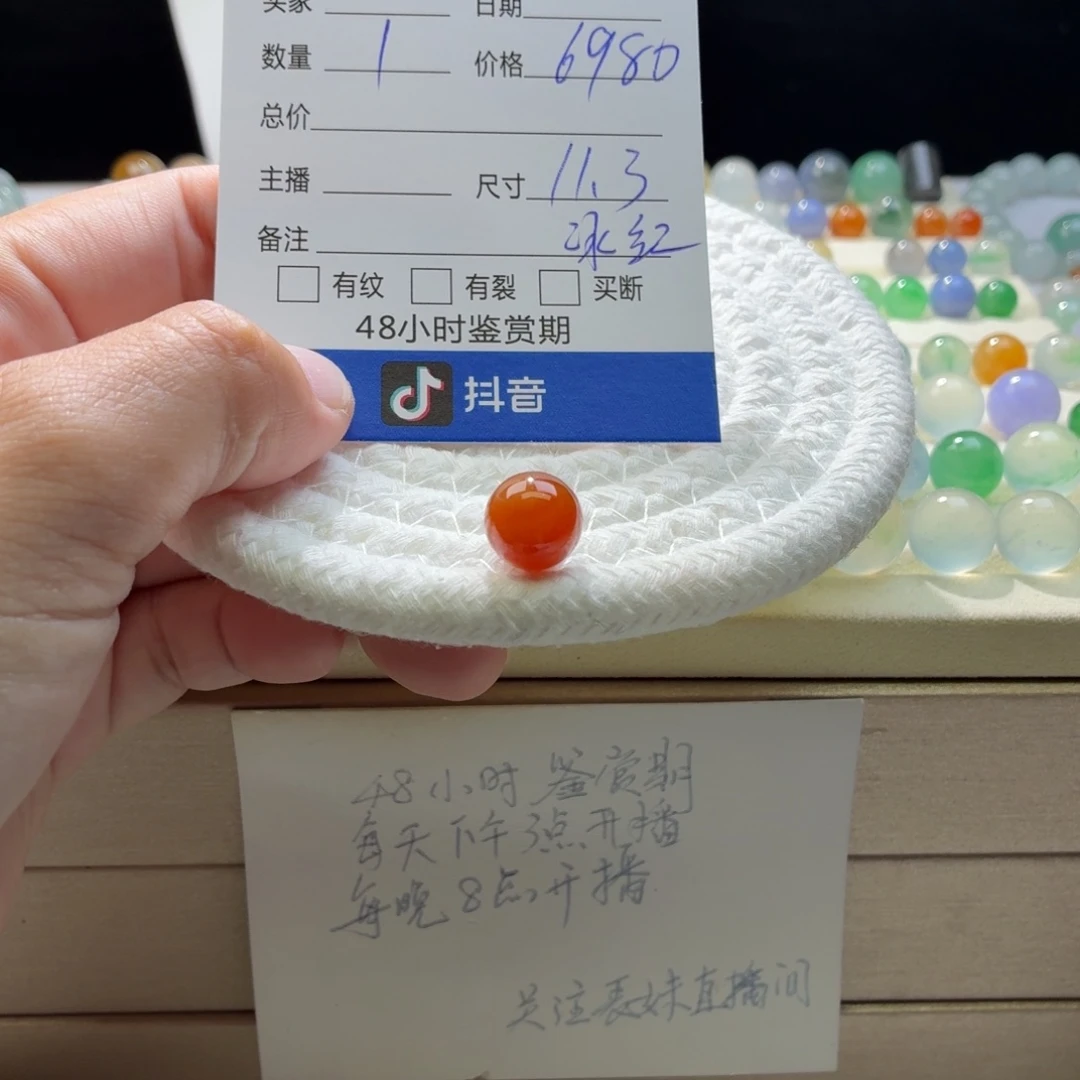 买家 日期
数量 1 价格 6980
总价
主播 尺寸 11.3
备注 冰红
有纹 有裂 买断
48小时鉴赏期
抖音
48小时鉴赏期
每天下午3点开播
每晚8点开播
关注表妹直播间